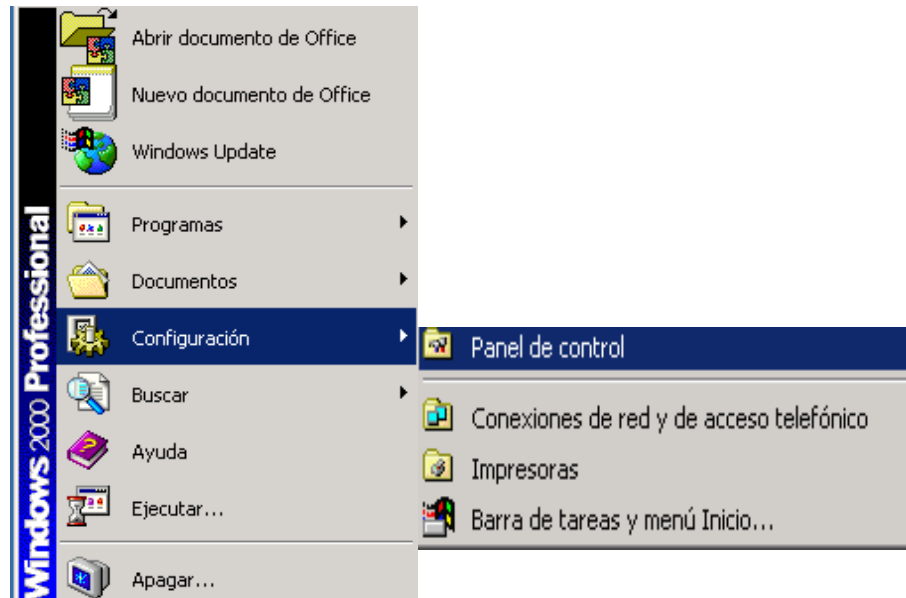 Windows 2000 Professional
Abrir documento de Office
Nuevo documento de Office
Windows Update
Programas
Documentos
Configuración
Buscar
Ayuda
Ejecutar...
Apagar...
Panel de control
Conexiones de red y de acceso telefónico
Impresoras
Barra de tareas y menú Inicio...